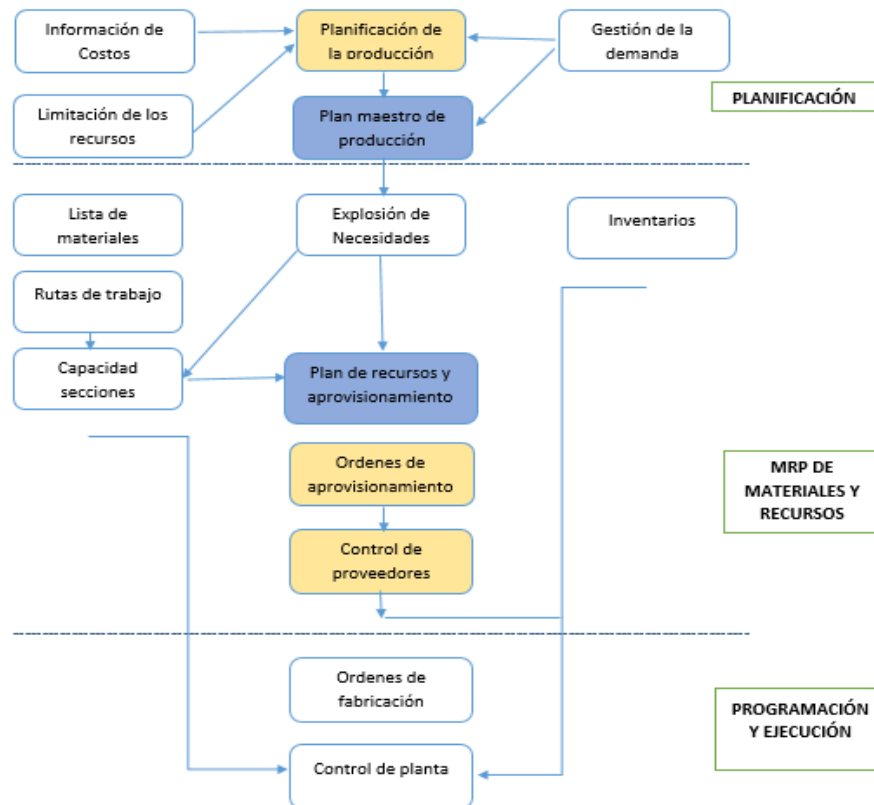 Información de
Costos
Planificación de
la producción
Gestión de la
demanda
Limitación de los
recursos
Plan maestro de
producción
PLANIFICACIÓN
Lista de
materiales
Explosión de
Necesidades
Inventarios
Rutas de trabajo
Capacidad
secciones
Plan de recursos y
aprovisionamiento
Ordenes de
aprovisionamiento
MRP DE
MATERIALES Y
RECURSOS
Control de
proveedores
Ordenes de
fabricación
PROGRAMACIÓN
Y EJECUCIÓN
Control de planta